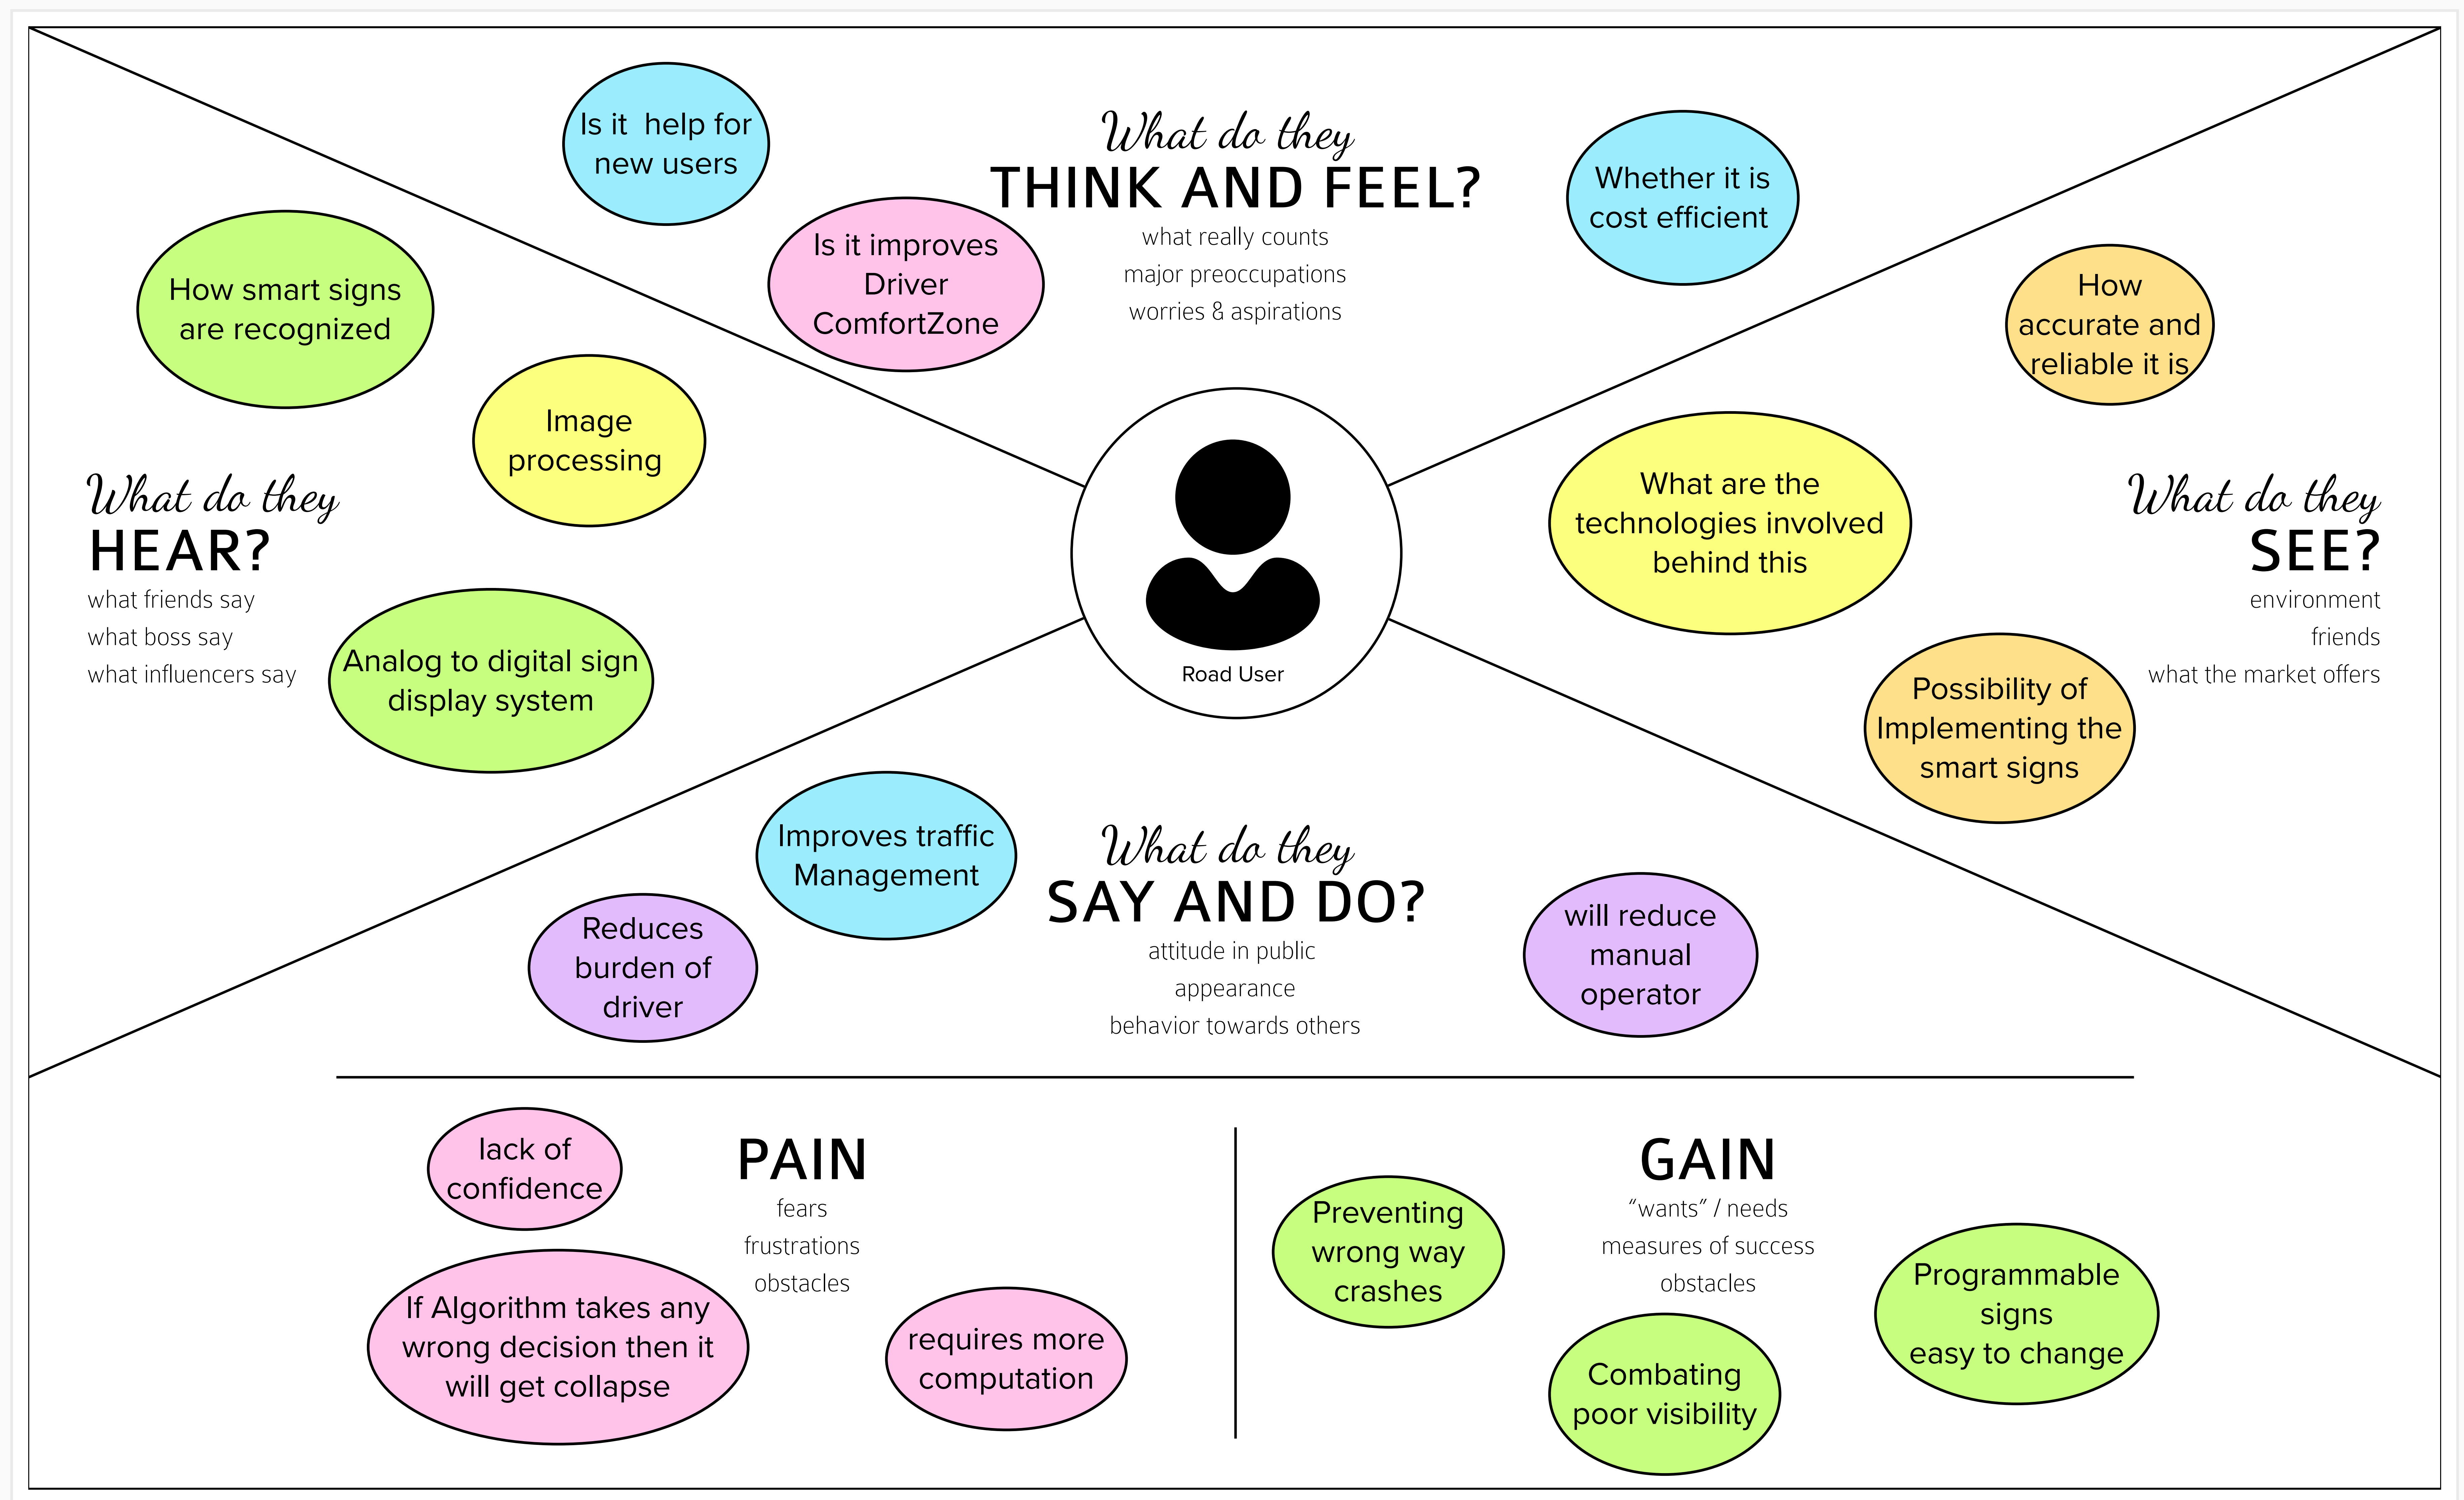 Is it  help for
new users
What do they
THINK AND FEEL?
what really counts
major preoccupations
worries & aspirations
Is it improves
Driver
ComfortZone
Whether it is
cost efficient
How smart signs
are recognized
Image
processing
What do they
HEAR?
what friends say
what boss say
what influencers say
Analog to digital sign
display system
Road User
How
accurate and
reliable it is
What are the
technologies involved
behind this
What do they
SEE?
environment
friends
what the market offers
Possibility of
Implementing the
smart signs
Improves traffic
Management
Reduces
burden of
driver
What do they
SAY AND DO?
attitude in public
appearance
behavior towards others
will reduce
manual
operator
lack of
confidence
PAIN
fears
frustrations
obstacles
If Algorithm takes any
wrong decision then it
will get collapse
requires more
computation
Preventing
wrong way
crashes
GAIN
“wants” / needs
measures of success
obstacles
Combating
poor visibility
Programmable
signs
easy to change